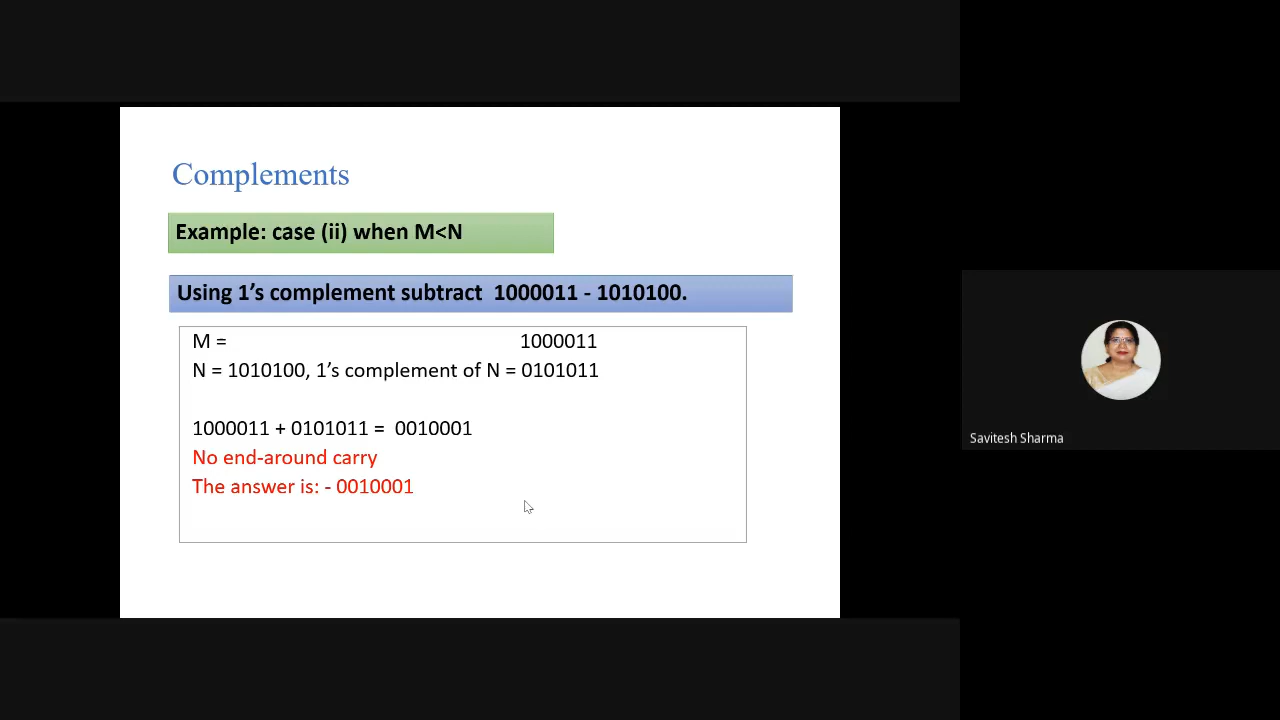 Complements
Example: case (ii) when M<N
Using 1’s complement subtract 1000011 - 1010100.
M = 1000011
N = 1010100, 1’s complement of N = 0101011
1000011 + 0101011 = 0010001
No end-around carry
The answer is: - 0010001
Savitesh Sharma